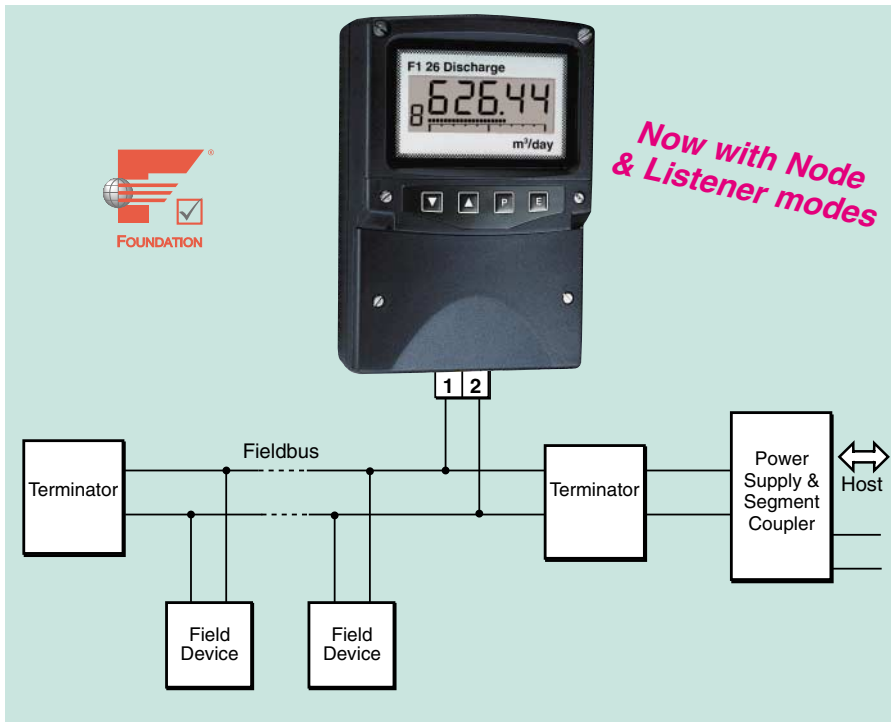 F1 26 Discharge
8 626.44
m³/day
P E
Now with Node
& Listener modes
®
FOUNDATION
1 2
Fieldbus
Terminator
Terminator
Power
Supply &
Segment
Coupler
Host
Field
Device
Field
Device